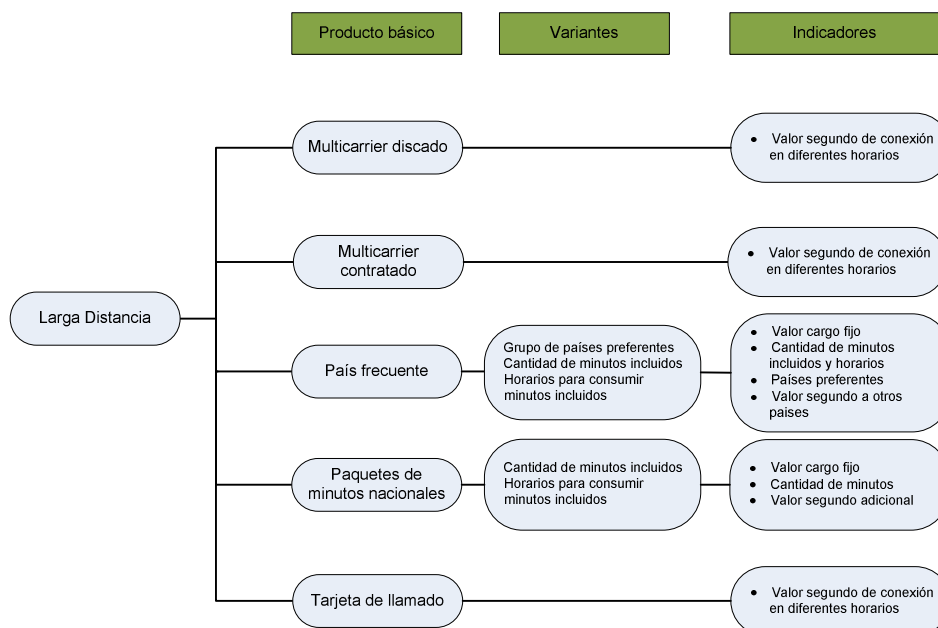 Producto básico
Variantes
Indicadores
Multicarrier discado
• Valor segundo de conexión
en diferentes horarios
Multicarrier
contratado
• Valor segundo de conexión
en diferentes horarios
Larga Distancia
País frecuente
Grupo de países preferentes
Cantidad de minutos incluidos
Horarios para consumir
minutos incluidos
• Valor cargo fijo
• Cantidad de minutos
incluidos y horarios
• Países preferentes
• Valor segundo a otros
paises
Paquetes de
minutos nacionales
Cantidad de minutos incluidos
Horarios para consumir
minutos incluidos
• Valor cargo fijo
• Cantidad de minutos
• Valor segundo adicional
Tarjeta de llamado
• Valor segundo de conexión
en diferentes horarios